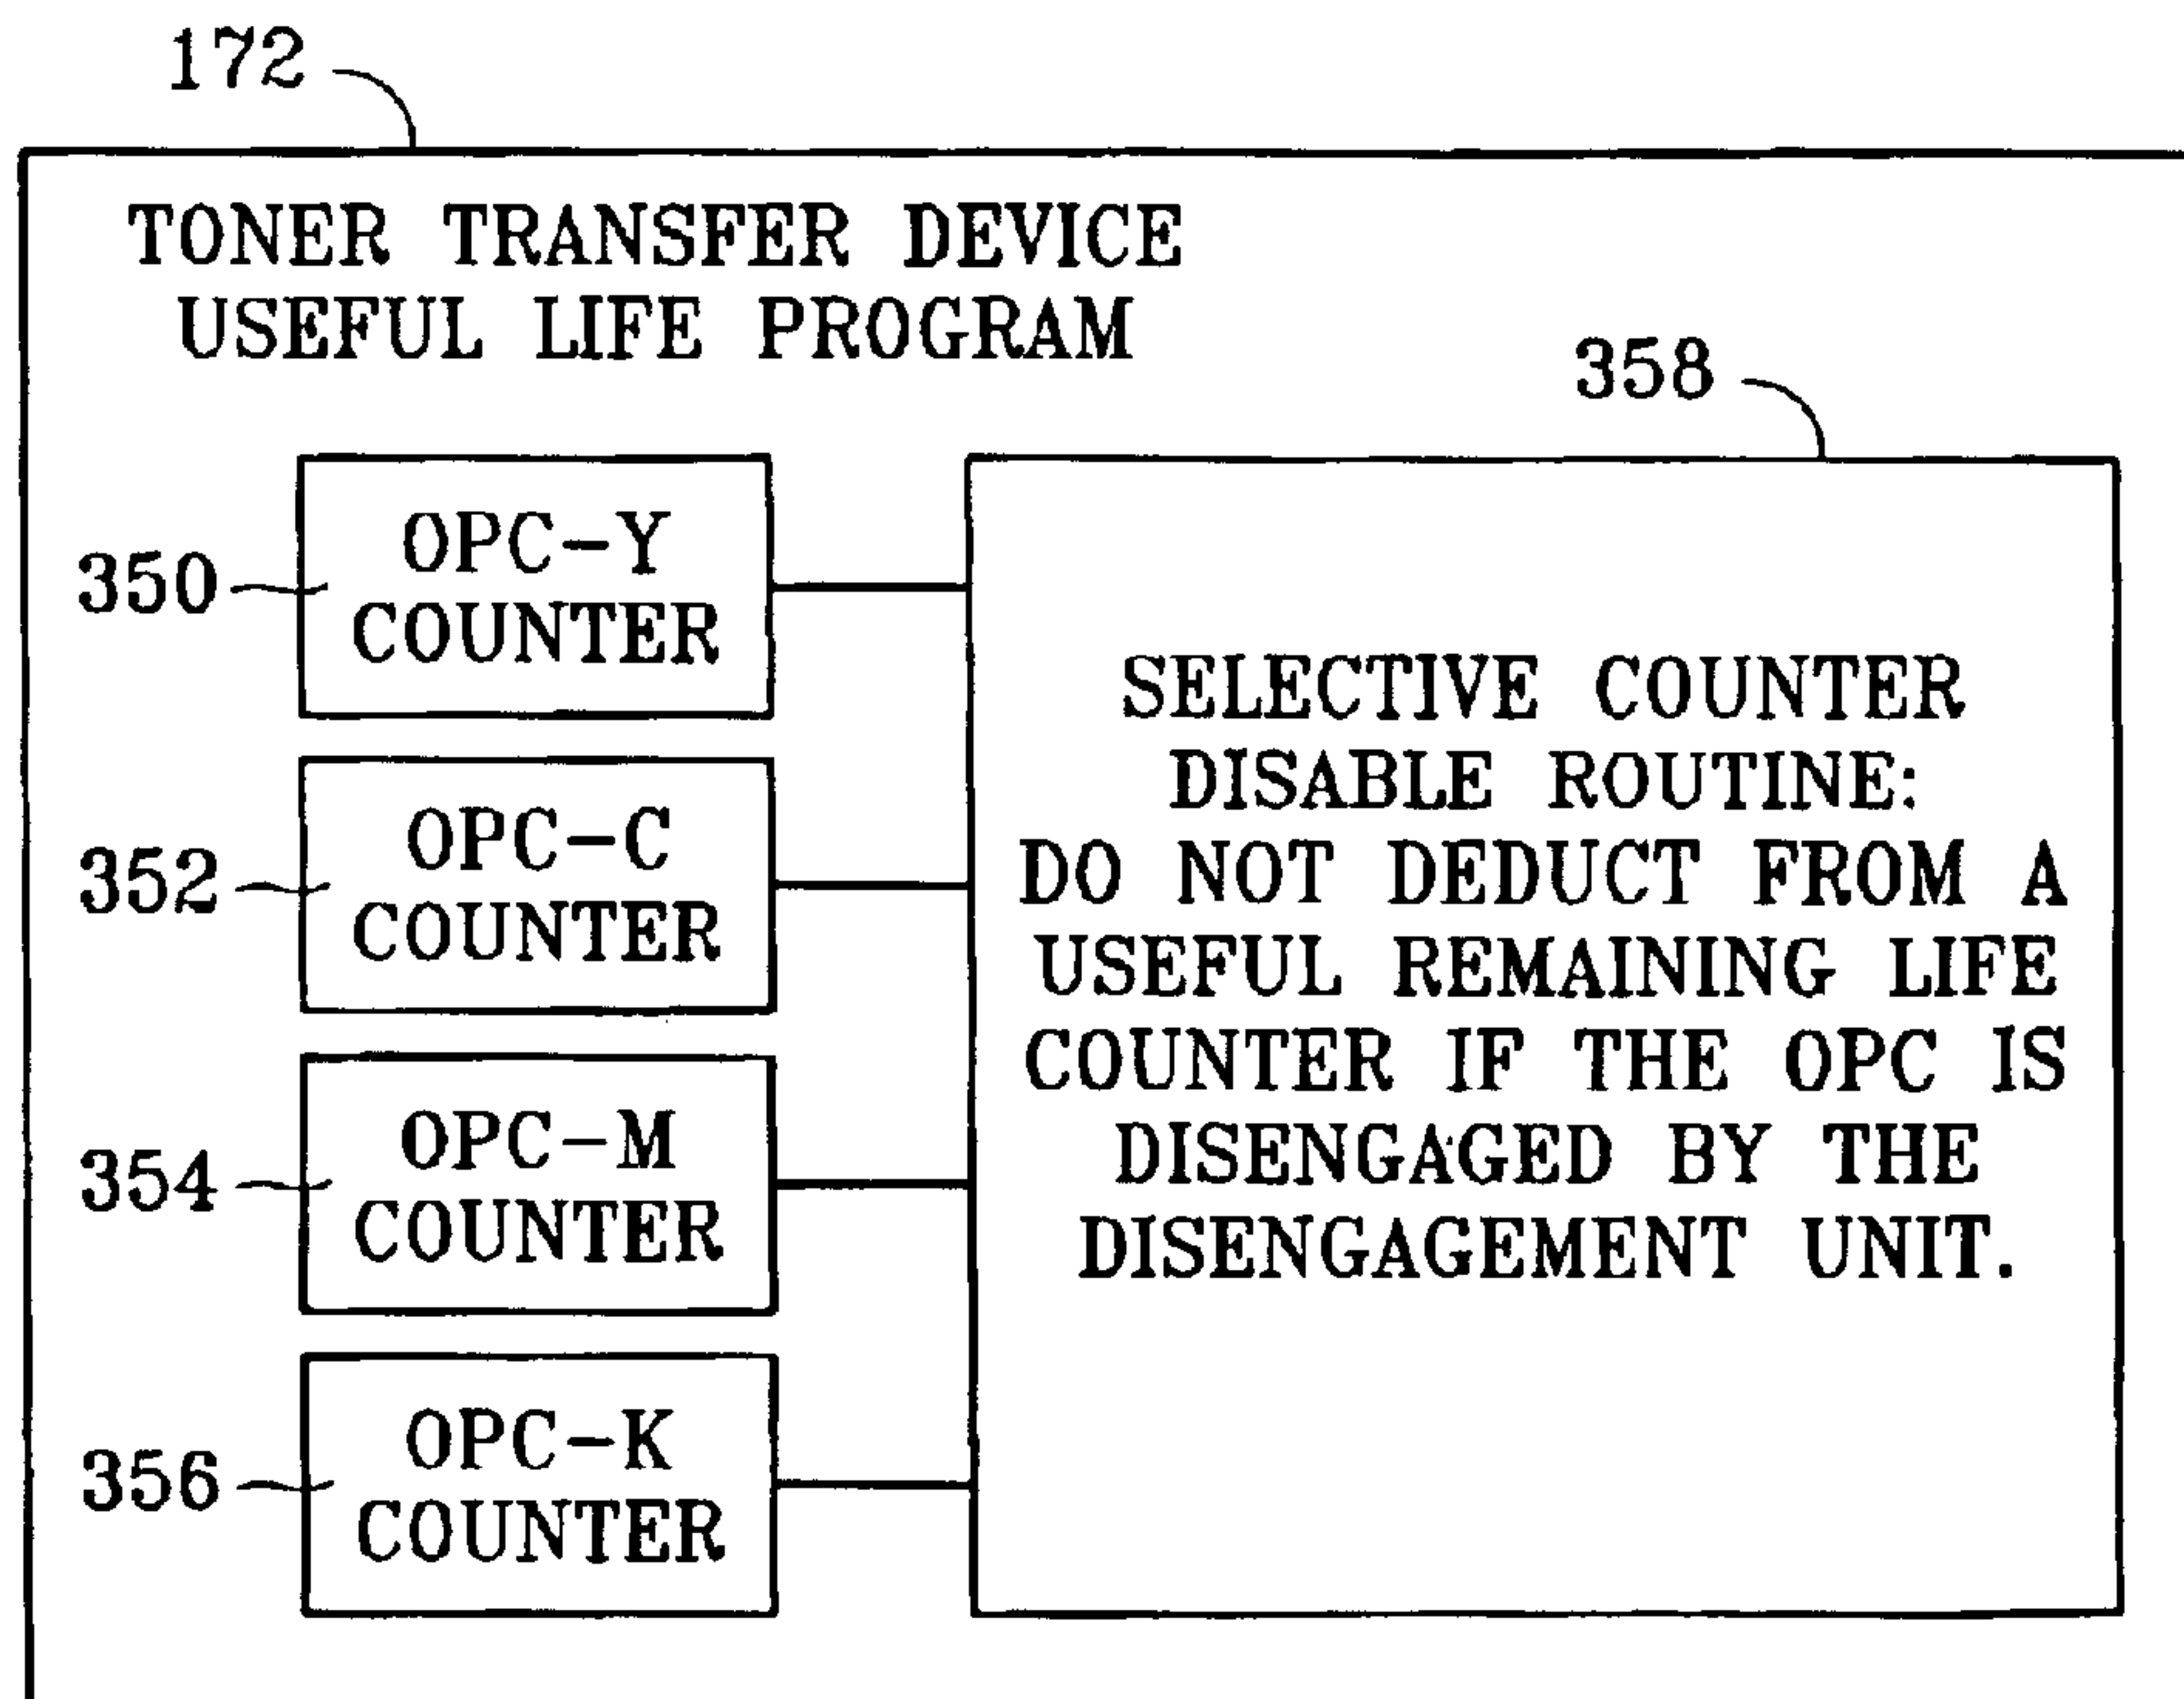 172
TONER TRANSFER DEVICE
USEFUL LIFE PROGRAM
358
350
OPC-Y
COUNTER
352
OPC-C
COUNTER
354
OPC-M
COUNTER
356
OPC-K
COUNTER
SELECTIVE COUNTER
DISABLE ROUTINE:
DO NOT DEDUCT FROM A
USEFUL REMAINING LIFE
COUNTER IF THE OPC IS
DISENGAGED BY THE
DISENGAGEMENT UNIT.